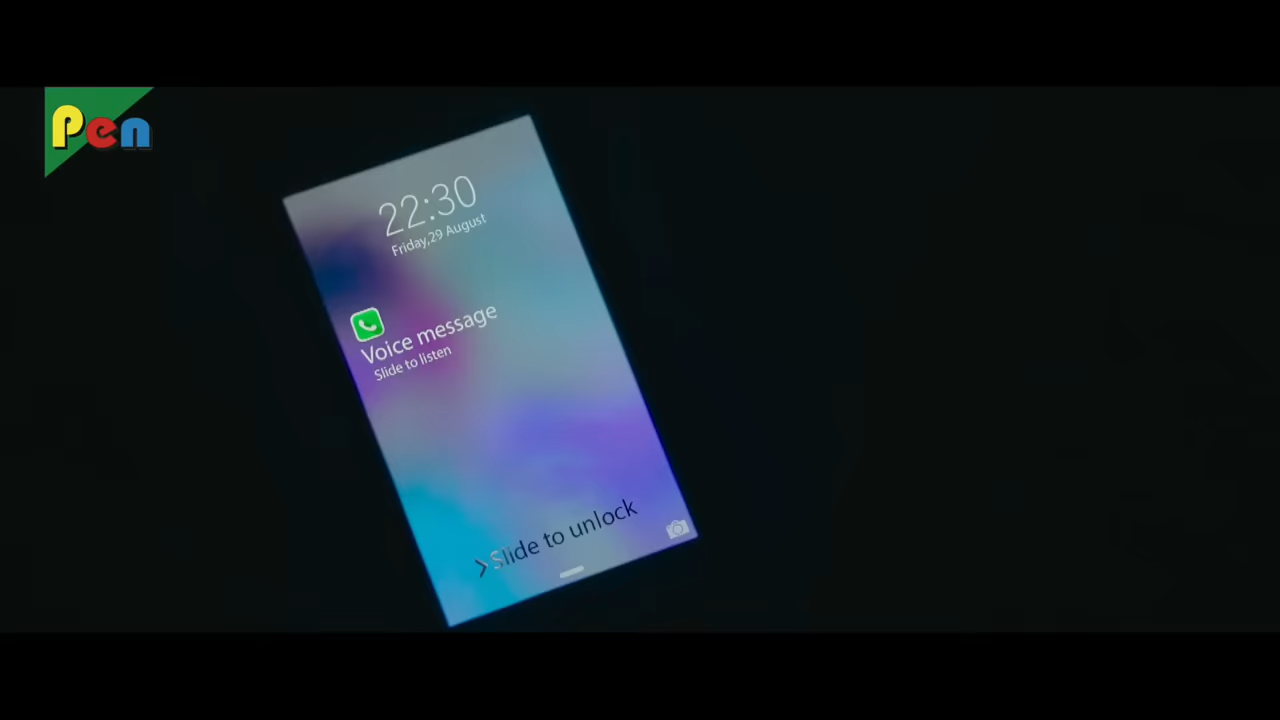 Pen
22:30
Friday,29 August
Voice message
Slide to listen
Slide to unlock